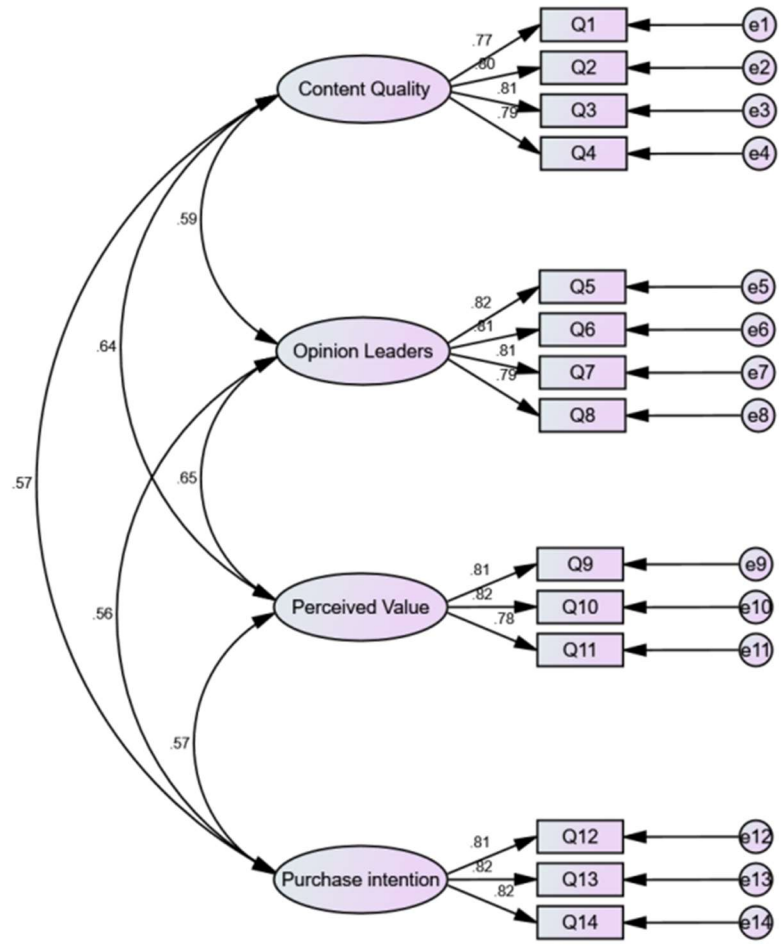 .77
Q1
e1
.80
Q2
e2
Content Quality
.81
Q3
e3
.79
Q4
e4
.59
.82
Q5
e5
.81
Q6
e6
.64
Opinion Leaders
.81
Q7
e7
.79
Q8
e8
.57
.65
.81
Q9
e9
.56
Perceived Value
.82
Q10
e10
.78
Q11
e11
.57
.81
Q12
e12
Purchase intention
.82
Q13
e13
.82
Q14
e14